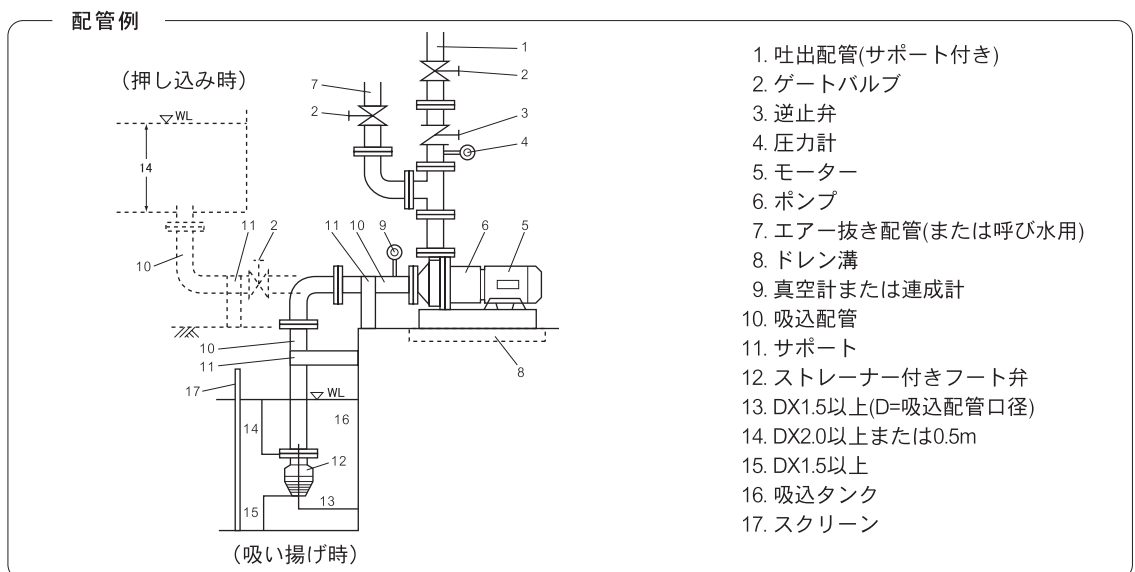 配管例
(押し込み時)
WL
14
10
11
2
7
2
1
2
3
4
11
10
9
6
5
8
10
11
17
WL
14
16
12
13
15
(吸い揚げ時)
1. 吐出配管(サポート付き)
2. ゲートバルブ
3. 逆止弁
4. 圧力計
5. モーター
6. ポンプ
7. エアー抜き配管(または呼び水用)
8. ドレン溝
9. 真空計または連成計
10. 吸込配管
11. サポート
12. ストレーナー付きフート弁
13. DX1.5以上(D=吸込配管口径)
14. DX2.0以上または0.5m
15. DX1.5以上
16. 吸込タンク
17. スクリーン